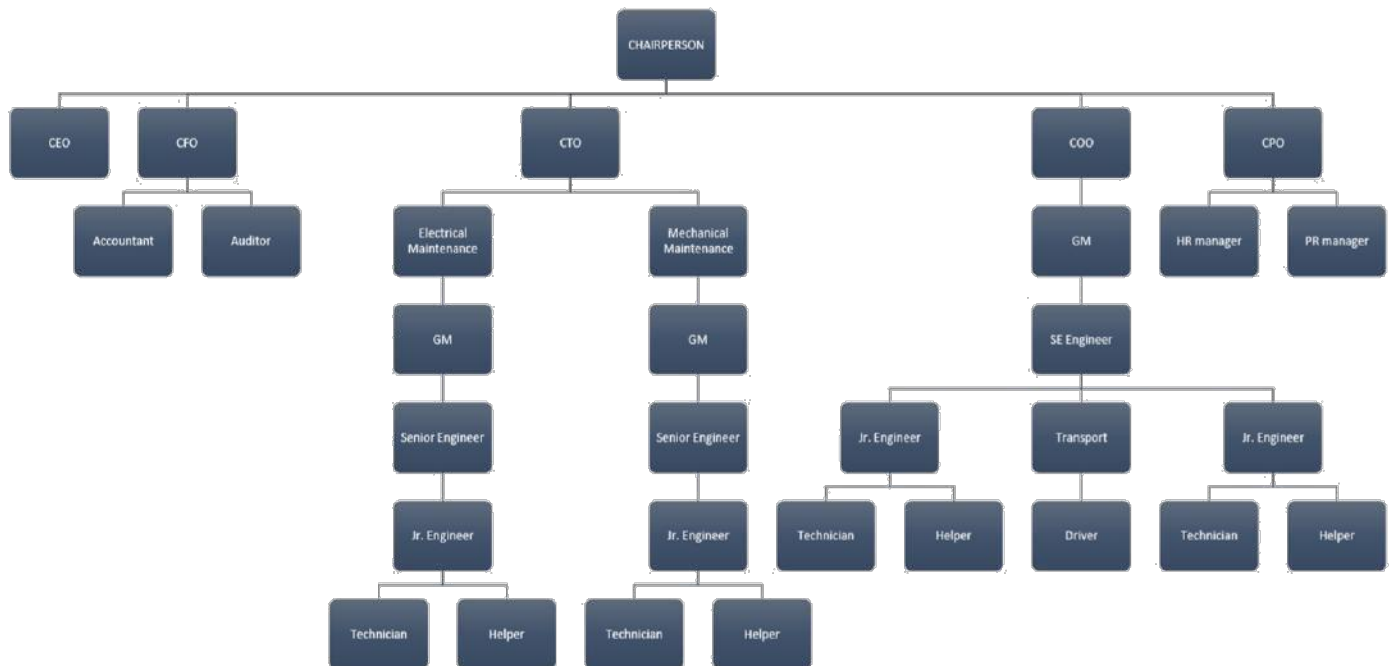 CHAIRPERSON
CEO
CFO
CTO
COO
CPO
Accountant
Auditor
Electrical
Maintenance
Mechanical
Maintenance
GM
HR manager
PR manager
GM
GM
SE Engineer
Senior Engineer
Senior Engineer
Jr. Engineer
Transport
Jr. Engineer
Jr. Engineer
Jr. Engineer
Technician
Helper
Driver
Technician
Helper
Technician
Helper
Technician
Helper